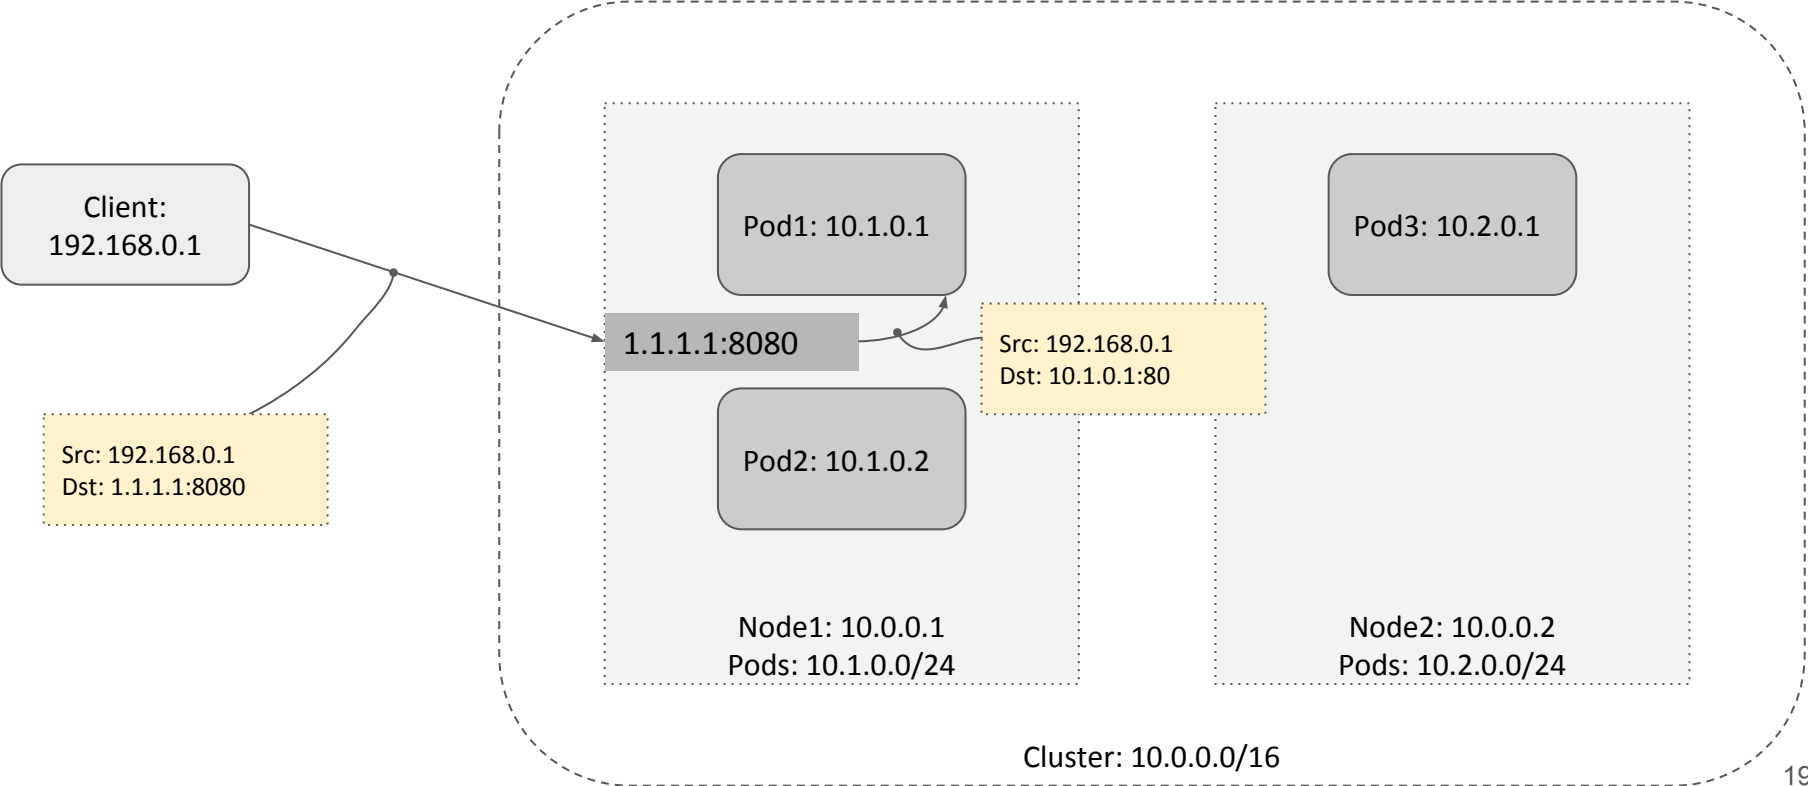 Client:
192.168.0.1
Pod1: 10.1.0.1
Pod3: 10.2.0.1
1.1.1.1:8080
Src: 192.168.0.1
Dst: 10.1.0.1:80
Src: 192.168.0.1
Dst: 1.1.1.1:8080
Pod2: 10.1.0.2
Node1: 10.0.0.1
Pods: 10.1.0.0/24
Node2: 10.0.0.2
Pods: 10.2.0.0/24
Cluster: 10.0.0.0/16
19